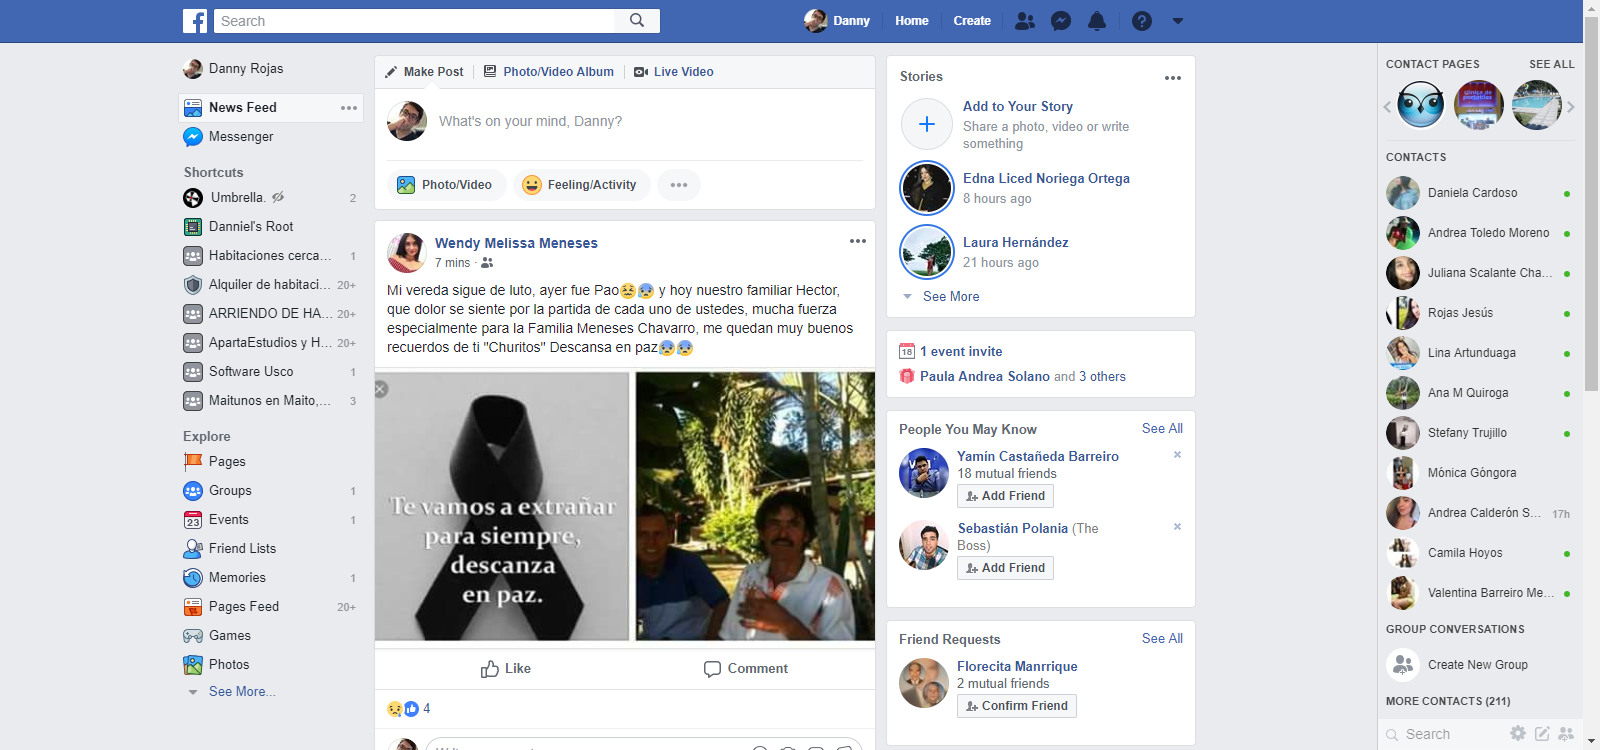 Search
Danny
Home
Create
Danny Rojas
News Feed
Messenger
Shortcuts
Umbrella. 2
Danniel's Root
Habitaciones cerca... 1
Alquiler de habitaci... 20+
ARRIENDO DE HA... 20+
ApartaEstudios y H... 20+
Software Usco 1
Maitunos en Maito,... 3
Explore
Pages
Groups 1
Events 1
23
Friend Lists
Memories 1
Pages Feed 20+
Games
Photos
See More...
Make Post
Photo/Video Album
Live Video
What's on your mind, Danny?
Photo/Video
Feeling/Activity
Wendy Melissa Meneses
7 mins ·
Mi vereda sigue de luto, ayer fue Pao😣😰 y hoy nuestro familiar Hector,
que dolor se siente por la partida de cada uno de ustedes, mucha fuerza
especialmente para la Familia Meneses Chavarro, me quedan muy buenos
recuerdos de ti "Churitos" Descansa en paz😰😰
Te vamos a extrañar
para siempre,
descanza
en paz.
Like
Comment
4
Stories
Add to Your Story
Share a photo, video or write
something
Edna Liced Noriega Ortega
8 hours ago
Laura Hernández
21 hours ago
See More
18
1 event invite
Paula Andrea Solano and 3 others
People You May Know
See All
Yamín Castañeda Barreiro
18 mutual friends
Add Friend
Sebastián Polania (The
Boss)
Add Friend
Friend Requests
See All
Florecita Manrrique
2 mutual friends
Confirm Friend
CONTACT PAGES
SEE ALL
CONTACTS
Daniela Cardoso
Andrea Toledo Moreno
Juliana Scalante Cha...
Rojas Jesús
Lina Artunduaga
Ana M Quiroga
Stefany Trujillo
Mónica Góngora
Andrea Calderón S... 17h
Camila Hoyos
Valentina Barreiro Me...
GROUP CONVERSATIONS
Create New Group
MORE CONTACTS (211)
Search